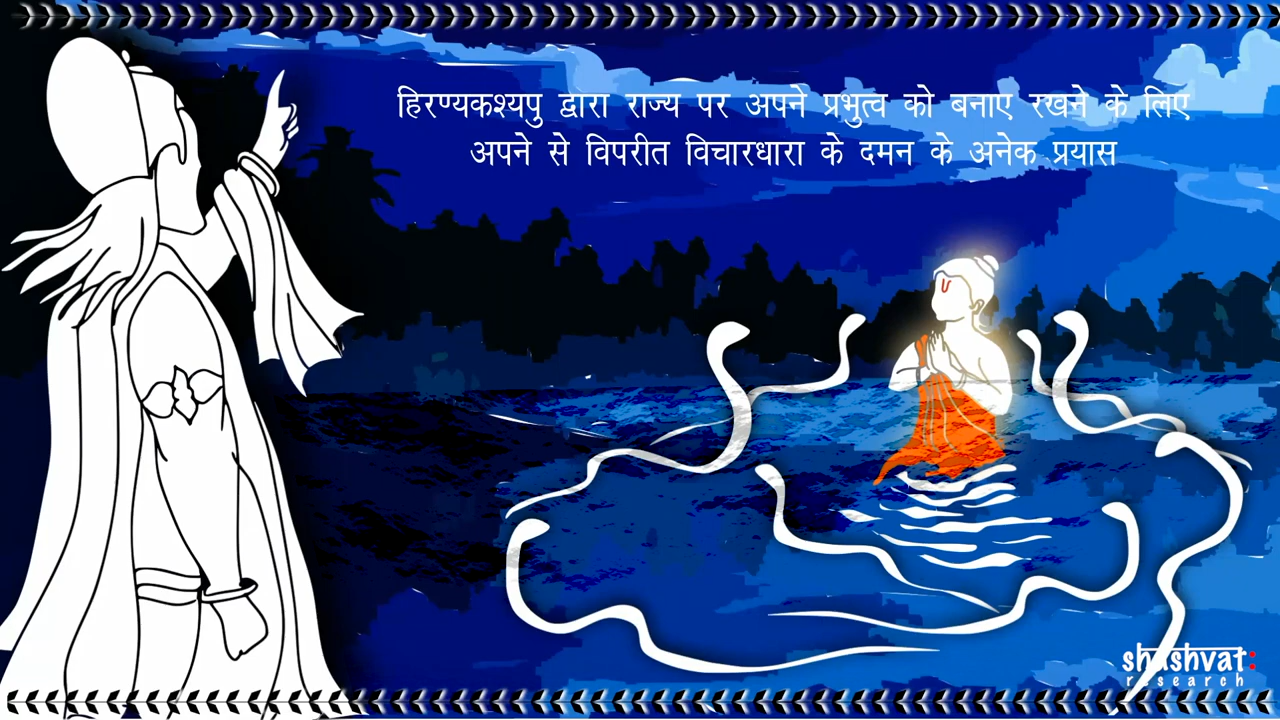 हिरण्यकश्यपु द्वारा राज्य पर अपने प्रभुत्व को बनाए रखने के लिए
अपने से विपरीत विचारधारा के दमन के अनेक प्रयास
shashvat:
research